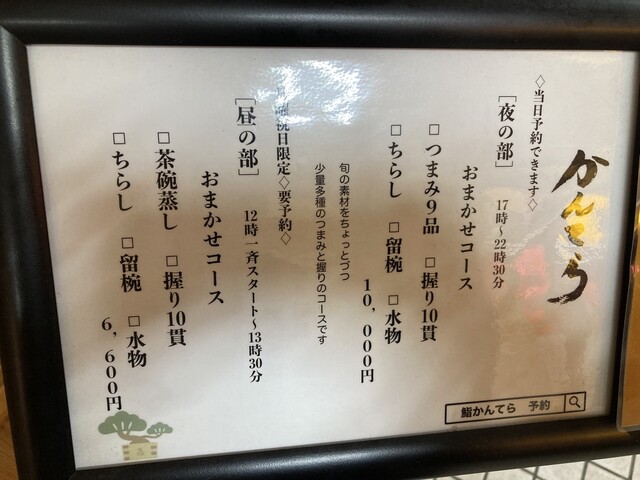 かんてら
◇当日予約できます◇
［夜の部］ 17時～22時30分
おまかせコース
□つまみ9品 □握り10貫
□ちらし □留椀 □水物
10,000円
旬の素材をちょっとづつ
少量多種のつまみと握りのコースです
祝日限定◇要予約◇
［昼の部］ 12時一斉スタート～13時30分
おまかせコース
□茶碗蒸し □握り10貫
□ちらし □留椀 □水物
6,600円
鮨かんてら 予約